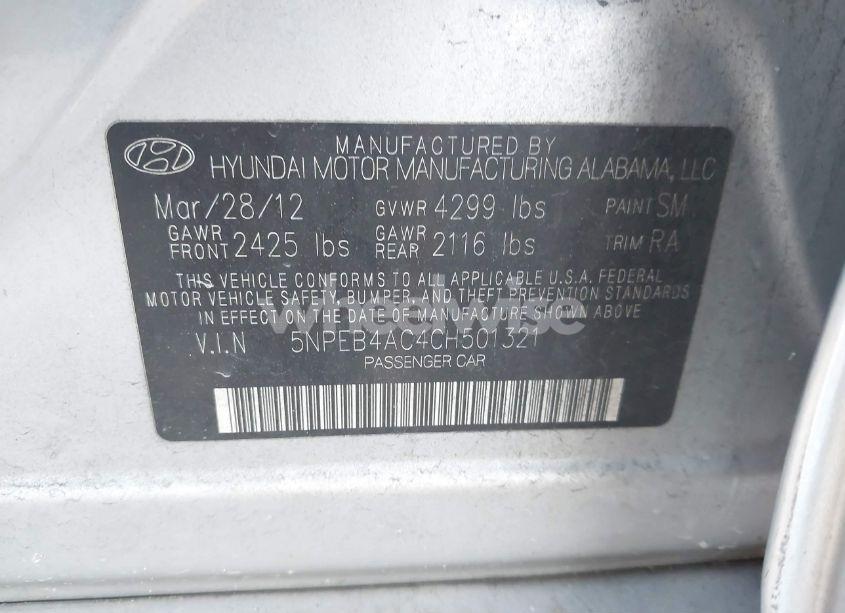 MANUFACTURED BY
HYUNDAI MOTOR MANUFACTURING ALABAMA, LLC
Mar/28/12 GVWR 4299 lbs PAINT SM
GAWR FRONT 2425 lbs GAWR REAR 2116 lbs TRIM RA
THIS VEHICLE CONFORMS TO ALL APPLICABLE U.S.A. FEDERAL
MOTOR VEHICLE SAFETY, BUMPER, AND THEFT PREVENTION STANDARDS
IN EFFECT ON THE DATE OF MANUFACTURE SHOWN ABOVE.
wheelwise
V.I.N 5NPEB4AC4CH501321
PASSENGER CAR